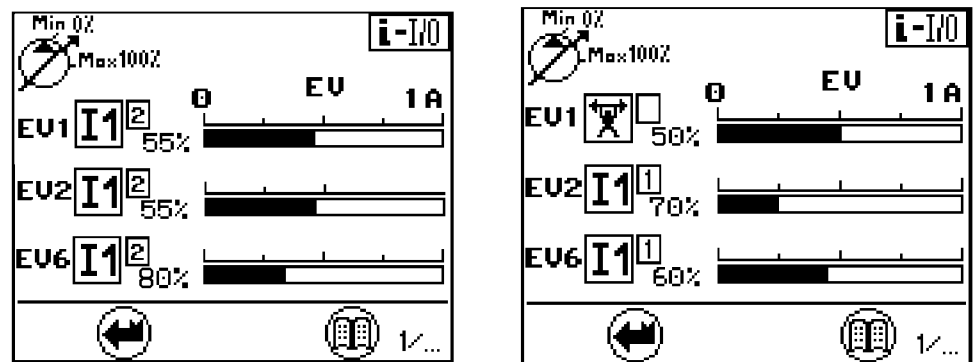 Min 0%
i-I/O
Max100%
EV
0 1A
EV1 I1 2
55%
EV2 I1 2
55%
EV6 I1 2
80%
1/...
Min 0%
i-I/O
Max100%
EV
0 1A
EV1
50%
EV2 I1 1
70%
EV6 I1 1
60%
1/...